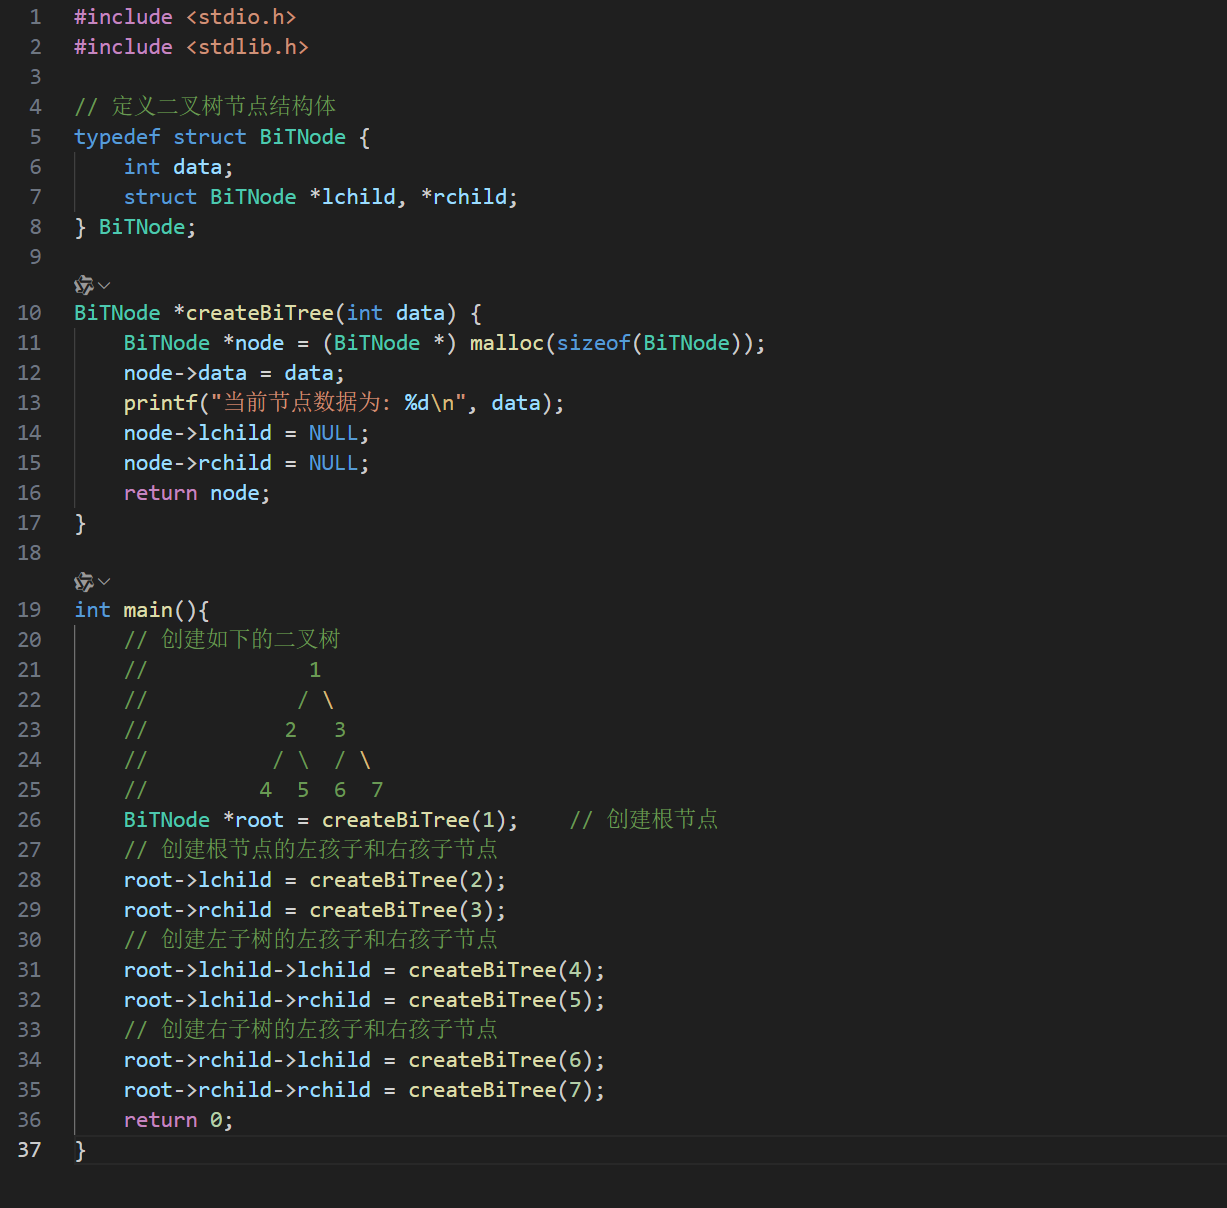 1 #include <stdio.h>
2 #include <stdlib.h>
3
4 // 定义二叉树节点结构体
5 typedef struct BiTNode {
6     int data;
7     struct BiTNode *lchild, *rchild;
8 } BiTNode;
9
10 BiTNode *createBiTree(int data) {
11     BiTNode *node = (BiTNode *) malloc(sizeof(BiTNode));
12     node->data = data;
13     printf("当前节点数据为: %d\n", data);
14     node->lchild = NULL;
15     node->rchild = NULL;
16     return node;
17 }
18
19 int main(){
20     // 创建如下的二叉树
21     //             1
22     //            / \
23     //           2   3
24     //          / \  / \
25     //         4  5  6  7
26     BiTNode *root = createBiTree(1);    // 创建根节点
27     // 创建根节点的左孩子和右孩子节点
28     root->lchild = createBiTree(2);
29     root->rchild = createBiTree(3);
30     // 创建左子树的左孩子和右孩子节点
31     root->lchild->lchild = createBiTree(4);
32     root->lchild->rchild = createBiTree(5);
33     // 创建右子树的左孩子和右孩子节点
34     root->rchild->lchild = createBiTree(6);
35     root->rchild->rchild = createBiTree(7);
36     return 0;
37 }